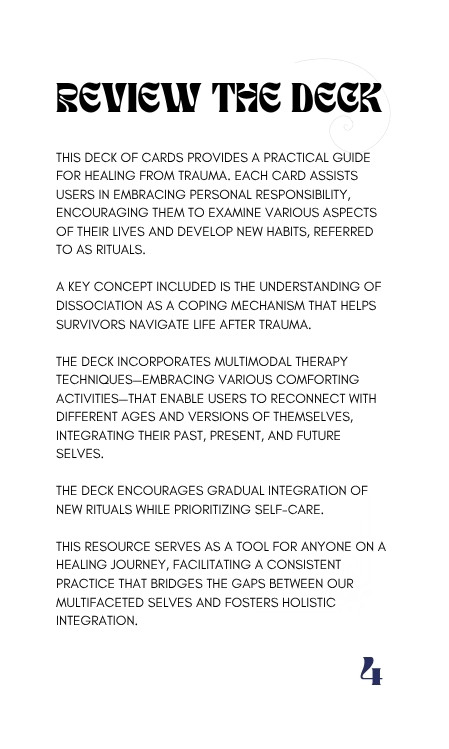 REVIEW THE DECK
THIS DECK OF CARDS PROVIDES A PRACTICAL GUIDE
FOR HEALING FROM TRAUMA. EACH CARD ASSISTS
USERS IN EMBRACING PERSONAL RESPONSIBILITY,
ENCOURAGING THEM TO EXAMINE VARIOUS ASPECTS
OF THEIR LIVES AND DEVELOP NEW HABITS, REFERRED
TO AS RITUALS.
A KEY CONCEPT INCLUDED IS THE UNDERSTANDING OF
DISSOCIATION AS A COPING MECHANISM THAT HELPS
SURVIVORS NAVIGATE LIFE AFTER TRAUMA.
THE DECK INCORPORATES MULTIMODAL THERAPY
TECHNIQUES—EMBRACING VARIOUS COMFORTING
ACTIVITIES—THAT ENABLE USERS TO RECONNECT WITH
DIFFERENT AGES AND VERSIONS OF THEMSELVES,
INTEGRATING THEIR PAST, PRESENT, AND FUTURE
SELVES.
THE DECK ENCOURAGES GRADUAL INTEGRATION OF
NEW RITUALS WHILE PRIORITIZING SELF-CARE.
THIS RESOURCE SERVES AS A TOOL FOR ANYONE ON A
HEALING JOURNEY, FACILITATING A CONSISTENT
PRACTICE THAT BRIDGES THE GAPS BETWEEN OUR
MULTIFACETED SELVES AND FOSTERS HOLISTIC
INTEGRATION.
4